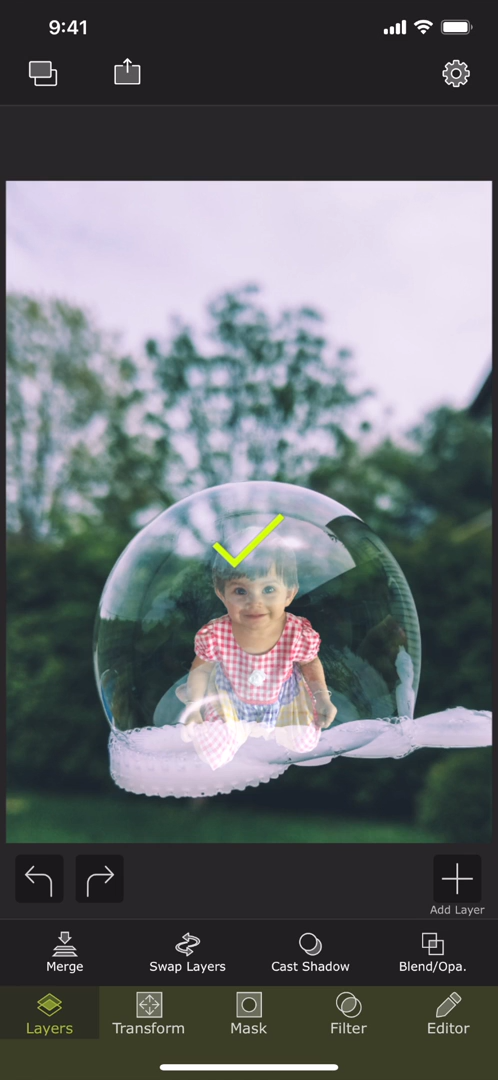 9:41
Add Layer
Merge
Swap Layers
Cast Shadow
Blend/Opa.
Layers
Transform
Mask
Filter
Editor